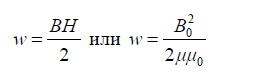 w = BH/2 или w = B₀²/2μμ₀